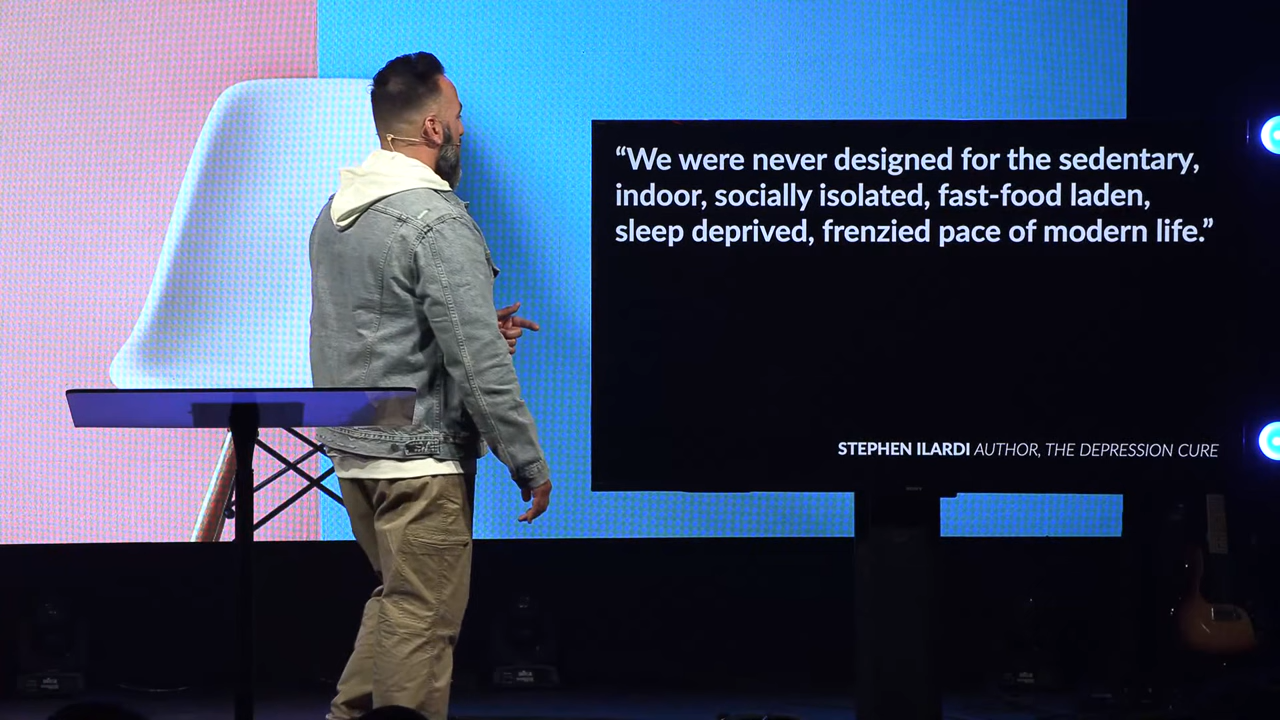 “We were never designed for the sedentary,
indoor, socially isolated, fast-food laden,
sleep deprived, frenzied pace of modern life.”
STEPHEN ILARDI AUTHOR, THE DEPRESSION CURE